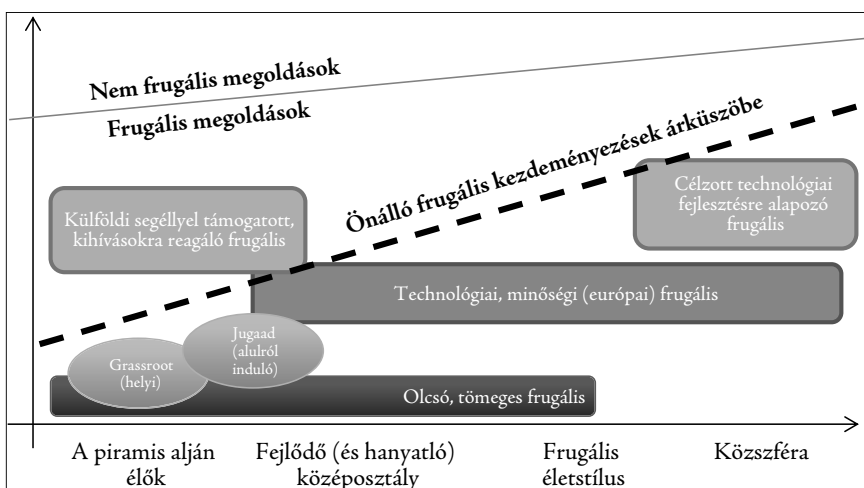 Nem frugális megoldások
Frugális megoldások
Önálló frugális kezdeményezések árküszöbe
Külföldi segéllyel támogatott,
kihívásokra reagáló frugális
Célzott technológiai
fejlesztésre alapozó
frugális
Technológiai, minőségi (európai) frugális
Jugaad
(alulról
induló)
Grassroot
(helyi)
Olcsó, tömeges frugális
A piramis alján
élők
Fejlődő (és hanyatló)
középosztály
Frugális
életstílus
Közszféra